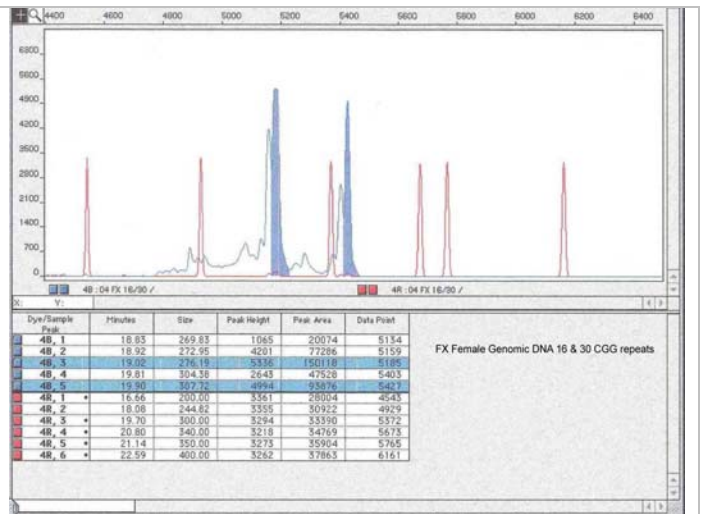 4400 4600 4800 5000 5200 5400 5600 5800 6000 6200 6400
6800
5600
4900
4200
3500
2800
2100
1400
700
0
4B : 04 FX 16/30 / 4R : 04 FX 16/30 /
X: Y:
Dye/Sample Peak Minutes Size Peak Height Peak Area Data Point
4B, 1 18.83 269.83 1065 20074 5134
4B, 2 18.92 272.95 4201 77286 5159
4B, 3 19.02 276.19 5336 150118 5185
4B, 4 19.81 304.38 2643 47528 5403
4B, 5 19.90 307.72 4994 93876 5427
4R, 1 • 16.66 200.00 3361 28004 4543
4R, 2 18.08 244.82 3355 30922 4929
4R, 3 • 19.70 300.00 3294 33390 5372
4R, 4 • 20.80 340.00 3218 34769 5673
4R, 5 • 21.14 350.00 3273 35904 5765
4R, 6 • 22.59 400.00 3262 37863 6161
FX Female Genomic DNA 16 & 30 CGG repeats